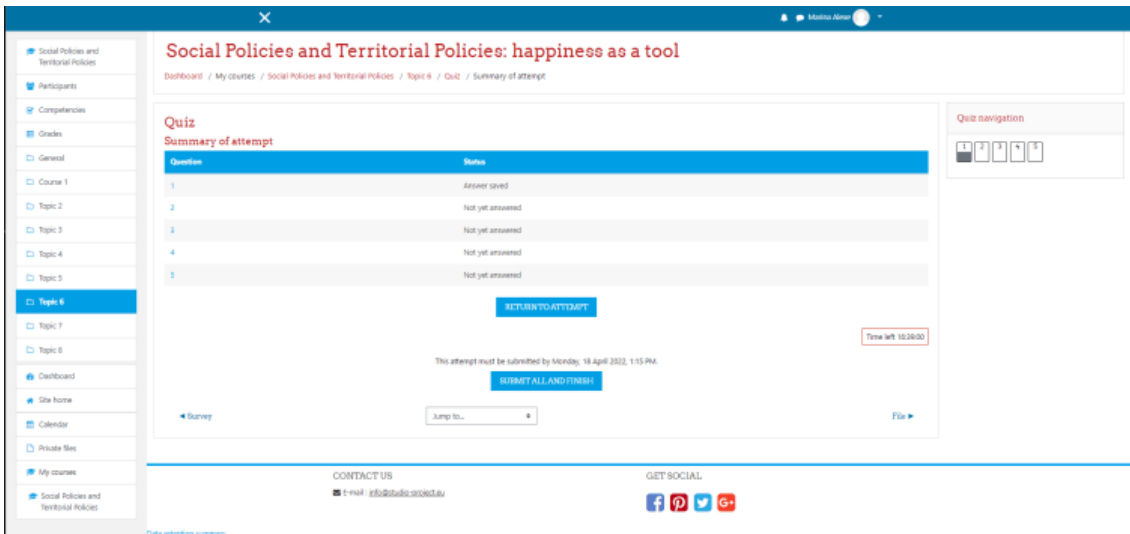 Marina Alese
Social Policies and
Territorial Policies
Participants
Competencies
Grades
General
Course 1
Topic 2
Topic 3
Topic 4
Topic 5
Topic 6
Topic 7
Topic 8
Dashboard
Site home
Calendar
Private files
My courses
Social Policies and
Territorial Policies
Social Policies and Territorial Policies: happiness as a tool
Dashboard / My courses / Social Policies and Territorial Policies / Topic 6 / Quiz / Summary of attempt
Quiz
Summary of attempt
Question Status
1 Answer saved
2 Not yet answered
3 Not yet answered
4 Not yet answered
5 Not yet answered
RETURN TO ATTEMPT
Time left 10:39:00
This attempt must be submitted by Monday, 18 April 2022, 1:15 PM.
SUBMIT ALL AND FINISH
◄ Survey
Jump to...
File ►
Quiz navigation
1 2 3 4 5
CONTACT US
E-mail : info@studio-project.eu
GET SOCIAL
Data retention summary